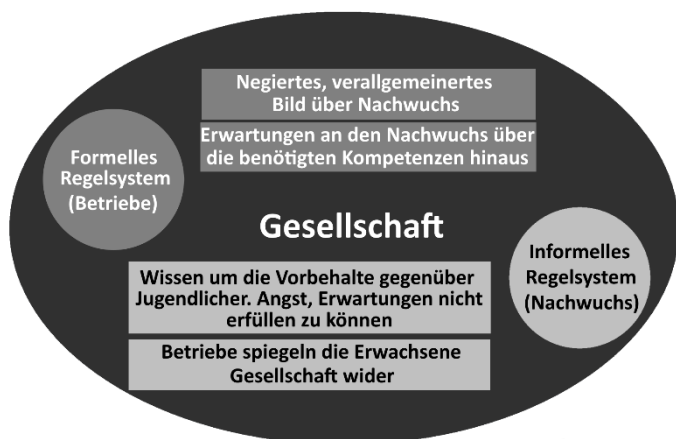 Negiertes, verallgemeinertes
Bild über Nachwuchs
Erwartungen an den Nachwuchs über
die benötigten Kompetenzen hinaus
Formelles
Regelsystem
(Betriebe)
Gesellschaft
Informelles
Regelsystem
(Nachwuchs)
Wissen um die Vorbehalte gegenüber
Jugendlicher. Angst, Erwartungen nicht
erfüllen zu können
Betriebe spiegeln die Erwachsene
Gesellschaft wider